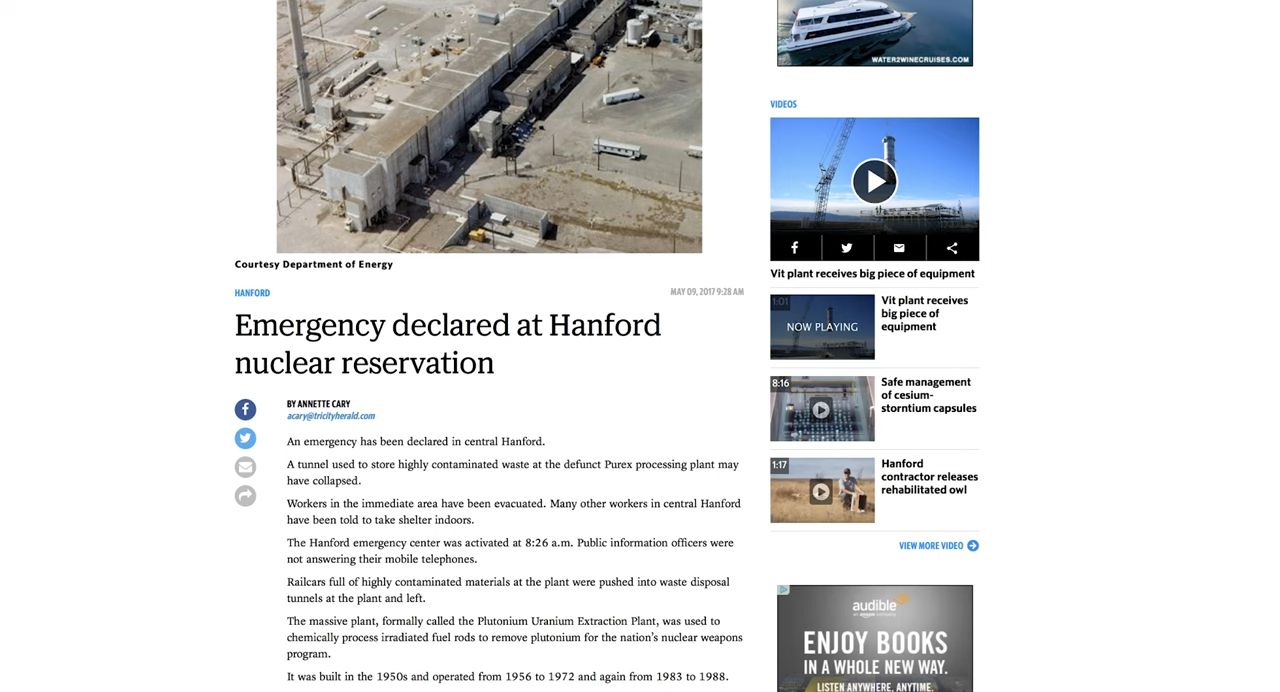 WATER2WINECRUISES.COM
Courtesy Department of Energy
HANFORD
MAY 09, 2017 9:28 AM
Emergency declared at Hanford
nuclear reservation
BY ANNETTE CARY
acary@tricityherald.com
An emergency has been declared in central Hanford.
A tunnel used to store highly contaminated waste at the defunct Purex processing plant may
have collapsed.
Workers in the immediate area have been evacuated. Many other workers in central Hanford
have been told to take shelter indoors.
The Hanford emergency center was activated at 8:26 a.m. Public information officers were
not answering their mobile telephones.
Railcars full of highly contaminated materials at the plant were pushed into waste disposal
tunnels at the plant and left.
The massive plant, formally called the Plutonium Uranium Extraction Plant, was used to
chemically process irradiated fuel rods to remove plutonium for the nation's nuclear weapons
program.
It was built in the 1950s and operated from 1956 to 1972 and again from 1983 to 1988.
VIDEOS
Vit plant receives big piece of equipment
1:01
NOW PLAYING
Vit plant receives
big piece of
equipment
8:16
Safe management
of cesium-
storntium capsules
1:17
Hanford
contractor releases
rehabilitated owl
VIEW MORE VIDEO
audible
an amazon company
ENJOY BOOKS
IN A WHOLE NEW WAY.
LISTEN ANYWHERE, ANYTIME.